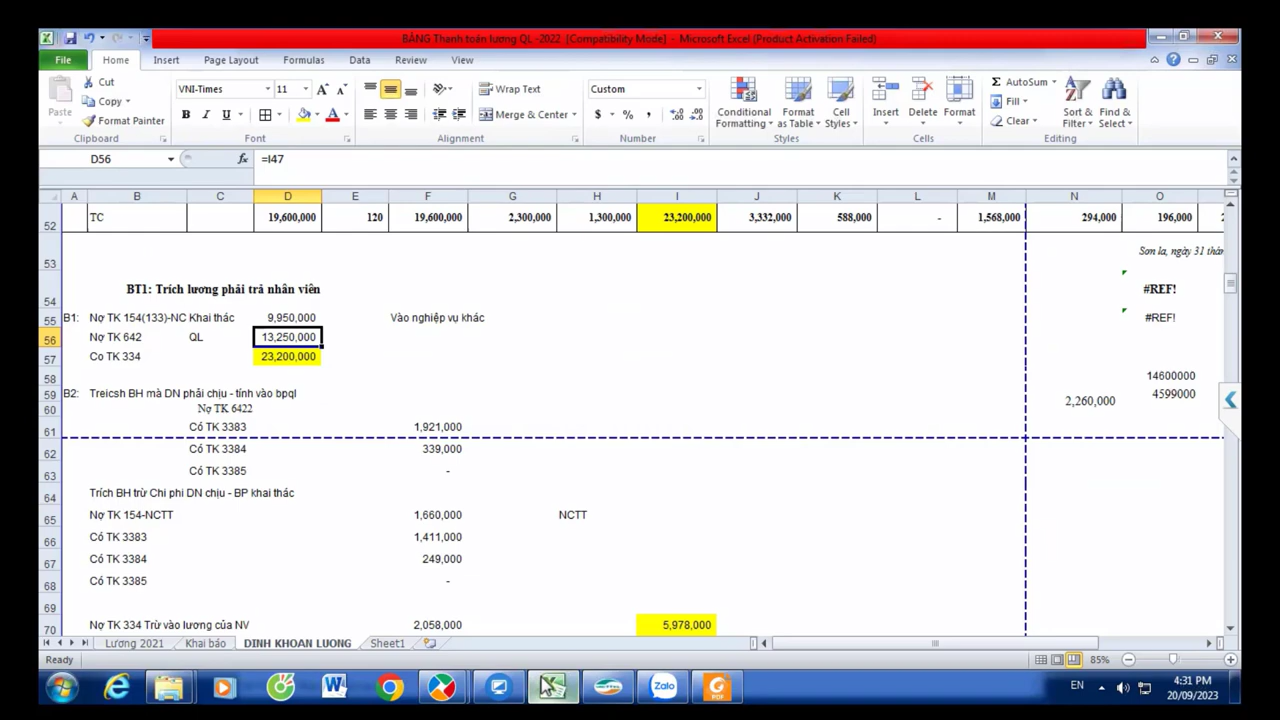 BẢNG Thanh toán lương QL -2022 [Compatibility Mode] - Microsoft Excel (Product Activation Failed)
File Home Insert Page Layout Formulas Data Review View
Paste
Cut
Copy
Format Painter
Clipboard
VNI-Times 11
B I U
Font
Wrap Text
Merge & Center
Alignment
Custom
$ % ,
Number
Conditional Formatting
Format as Table
Cell Styles
Styles
Insert Delete Format
Cells
AutoSum
Fill
Clear
Sort & Filter
Find & Select
Editing
D56 fx =I47
A B C D E F G H I J K L M N O
52 TC 19,600,000 120 19,600,000 2,300,000 1,300,000 23,200,000 3,332,000 588,000 - 1,568,000 294,000 196,000
53 Sơn la, ngày 31 thán
54 BT1: Trích lương phải trả nhân viên #REF!
55 B1: Nợ TK 154(133)-NC Khai thác 9,950,000 Vào nghiệp vụ khác #REF!
56 Nợ TK 642 QL 13,250,000
57 Co TK 334 23,200,000
58 14600000
59 B2: Treicsh BH mà DN phải chịu - tính vào bpql 2,260,000 4599000
60 Nợ TK 6422
61 Có TK 3383 1,921,000
62 Có TK 3384 339,000
63 Có TK 3385 -
64 Trích BH trừ Chi phi DN chịu - BP khai thác
65 Nợ TK 154-NCTT 1,660,000 NCTT
66 Có TK 3383 1,411,000
67 Có TK 3384 249,000
68 Có TK 3385 -
69
70 Nợ TK 334 Trừ vào lương của NV 2,058,000 5,978,000
Lương 2021 Khai báo DINH KHOAN LUONG Sheet1
Ready 85%
Zalo PDF EN 4:31 PM
20/09/2023